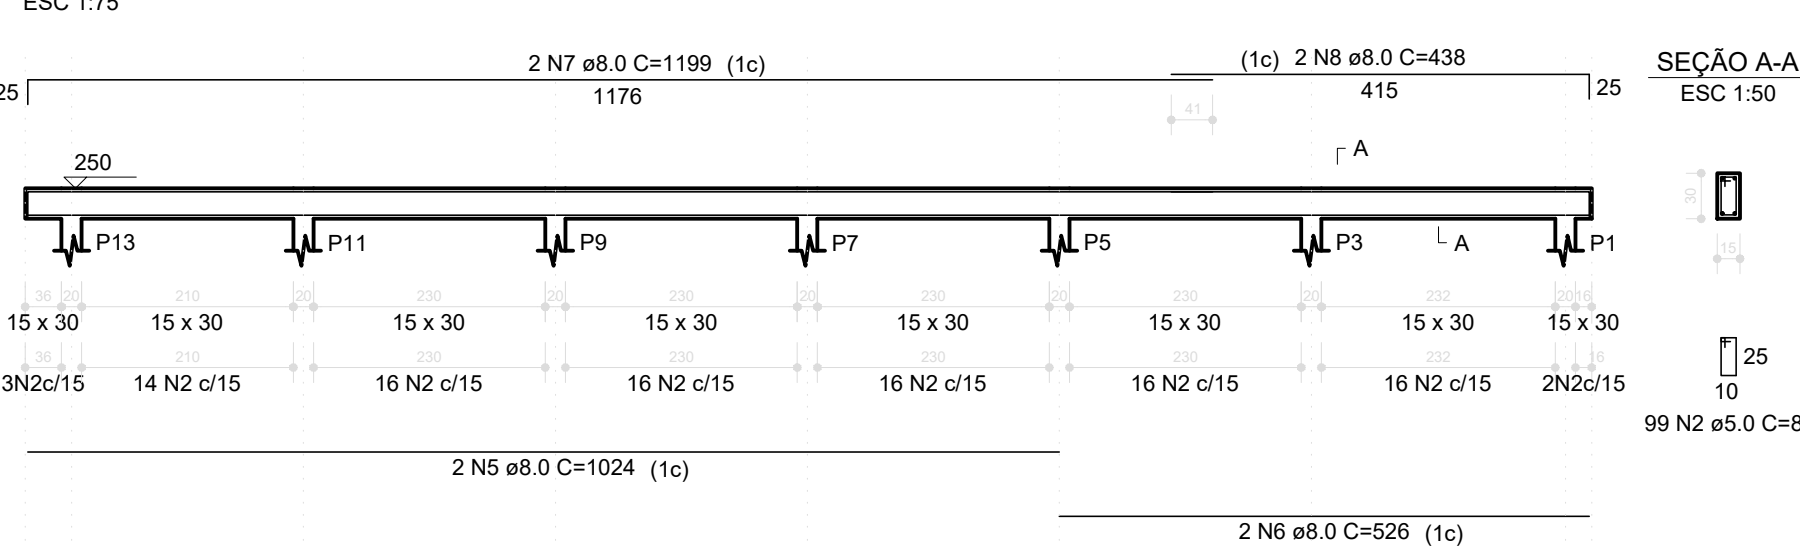 ESC 1:75
2 N7 ø8.0 C=1199 (1c)
(1c) 2 N8 ø8.0 C=438
SEÇÃO A-A
25
1176
415
25
ESC 1:50
41
A
250
30
P13 P11 P9 P7 P5 P3 A P1
15
36 20 210 20 230 20 230 20 230 20 230 20 232 20 16
15 x 30 15 x 30 15 x 30 15 x 30 15 x 30 15 x 30 15 x 30 15 x 30
36 210 230 230 230 230 232 16
25
3N2c/15 14 N2 c/15 16 N2 c/15 16 N2 c/15 16 N2 c/15 16 N2 c/15 16 N2 c/15 2N2c/15
10
99 N2 ø5.0 C=8
2 N5 ø8.0 C=1024 (1c)
2 N6 ø8.0 C=526 (1c)